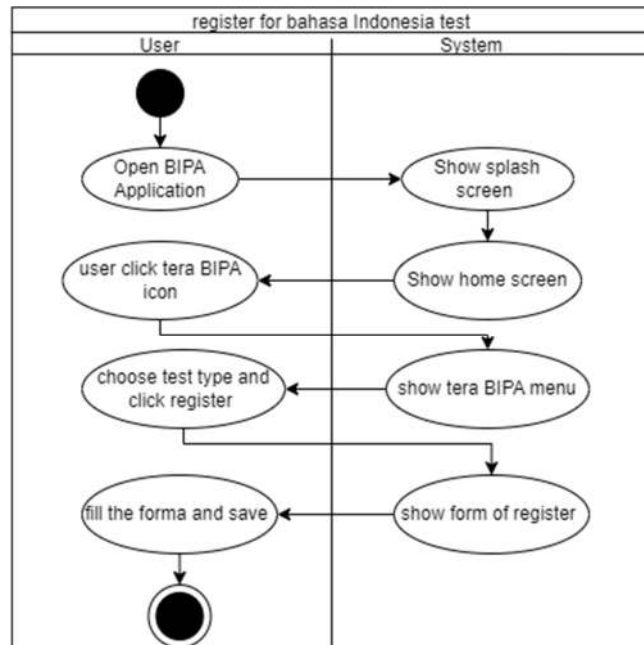 register for bahasa Indonesia test
User
System
Open BIPA
Application
Show splash
screen
Show home screen
user click tera BIPA
icon
show tera BIPA menu
choose test type and
click register
show form of register
fill the forma and save